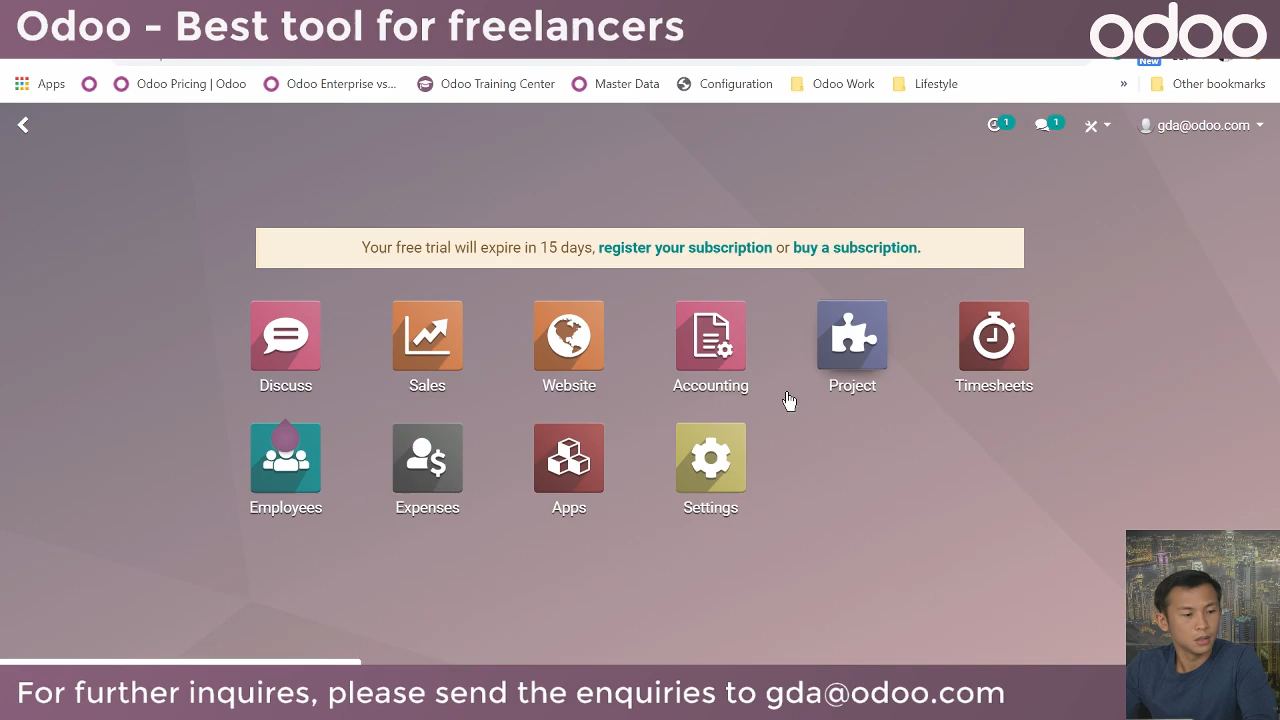 Odoo - Best tool for freelancers
odoo
New
Apps Odoo Pricing | Odoo Odoo Enterprise vs... Odoo Training Center Master Data Configuration Odoo Work Lifestyle » Other bookmarks
1 1 gda@odoo.com
Your free trial will expire in 15 days, register your subscription or buy a subscription.
Discuss Sales Website Accounting Project Timesheets
Employees Expenses Apps Settings
For further inquires, please send the enquiries to gda@odoo.com